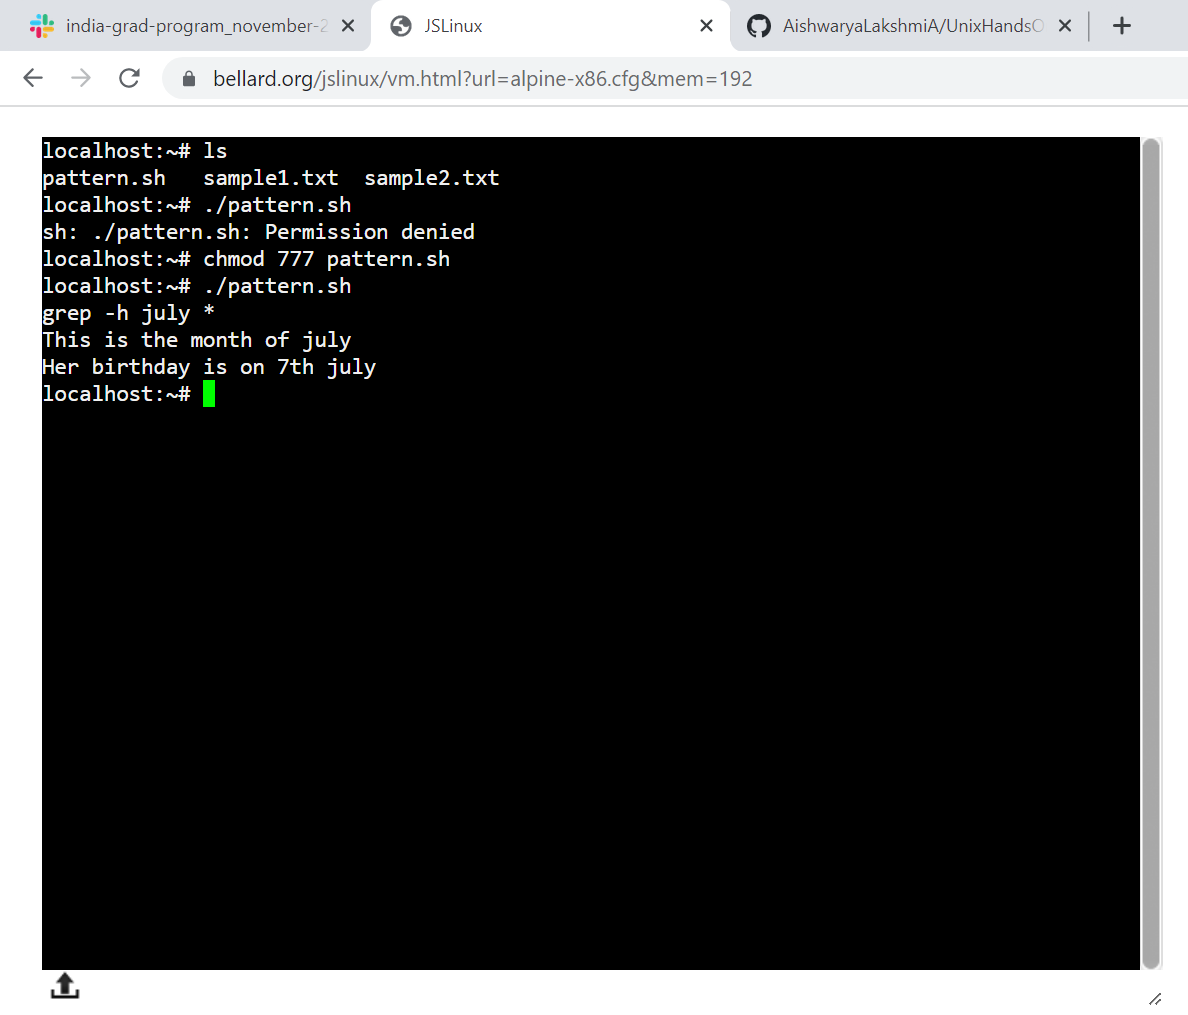 india-grad-program_november-2
JSLinux
AishwaryaLakshmiA/UnixHandsO
bellard.org/jslinux/vm.html?url=alpine-x86.cfg&mem=192
localhost:~# ls
pattern.sh   sample1.txt  sample2.txt
localhost:~# ./pattern.sh
sh: ./pattern.sh: Permission denied
localhost:~# chmod 777 pattern.sh
localhost:~# ./pattern.sh
grep -h july *
This is the month of july
Her birthday is on 7th july
localhost:~#